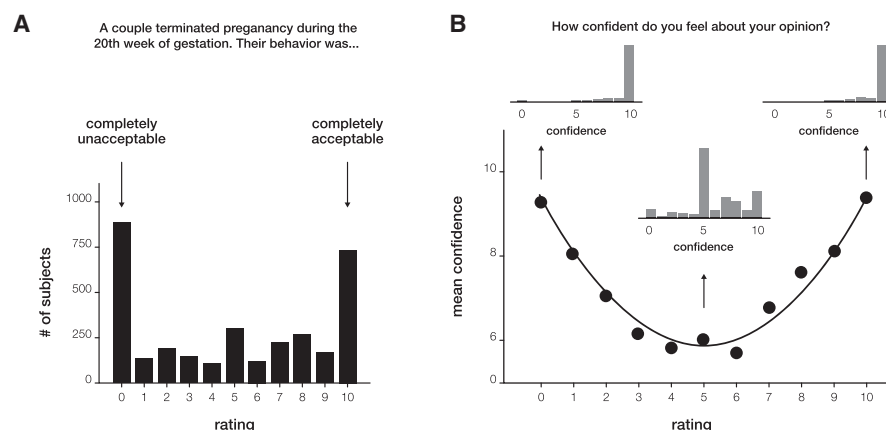 A
A couple terminated preganancy during the
20th week of gestation. Their behavior was...
completely
unacceptable
completely
acceptable
# of subjects
1000
750
500
250
0
0 1 2 3 4 5 6 7 8 9 10
rating
B
How confident do you feel about your opinion?
0 5 10
confidence
0 5 10
confidence
0 5 10
confidence
mean confidence
10
8
6
0
0 1 2 3 4 5 6 7 8 9 10
rating